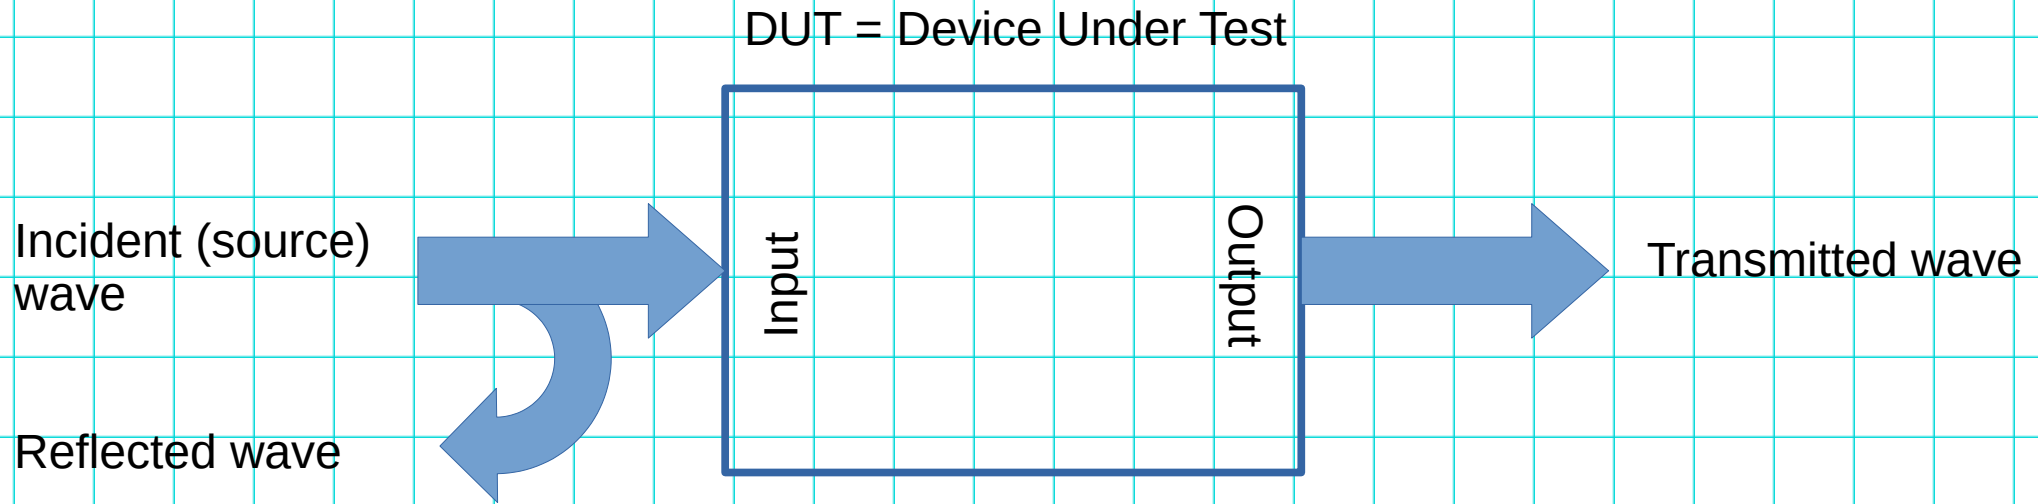 DUT = Device Under Test
Incident (source)
wave
Input
Output
Transmitted wave
Reflected wave